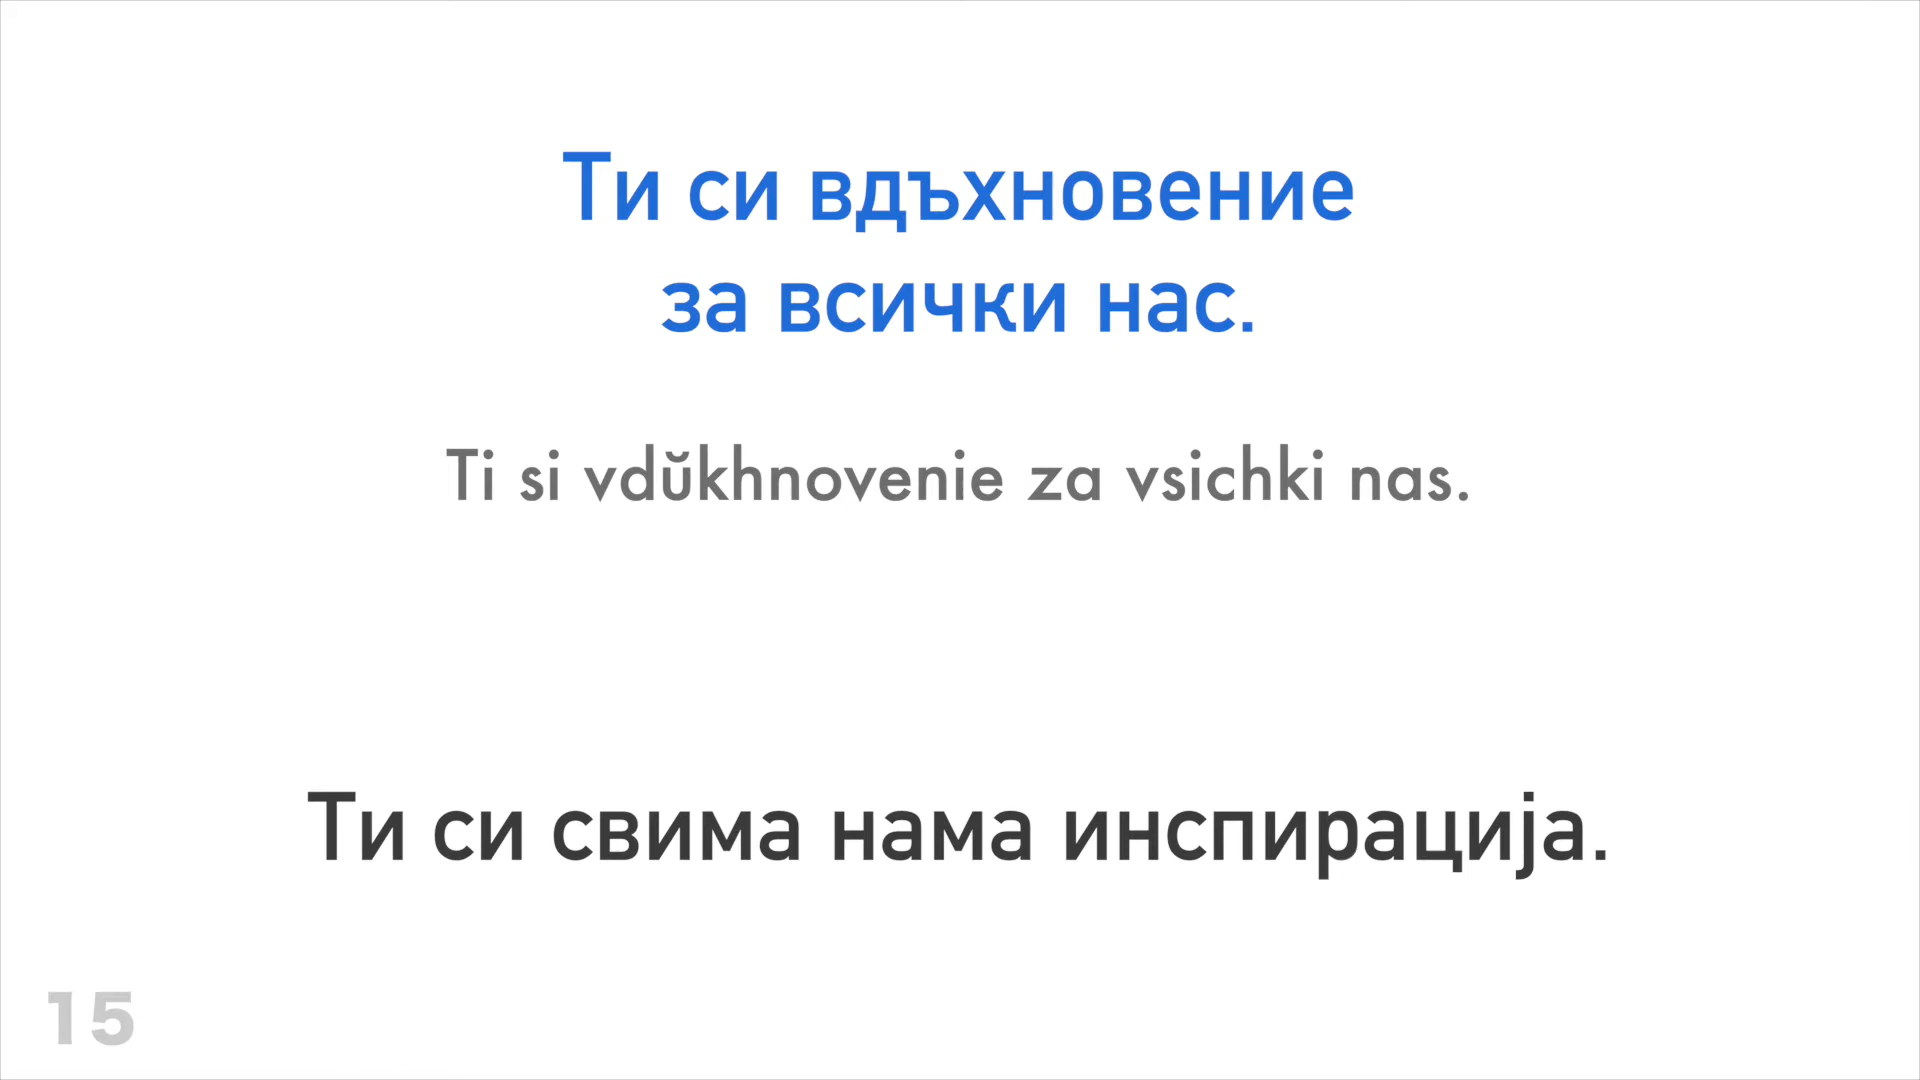 Ти си вдъхновение
за всички нас.
Ti si vdŭkhnovenie za vsichki nas.
Ти си свима нама инспирација.
15